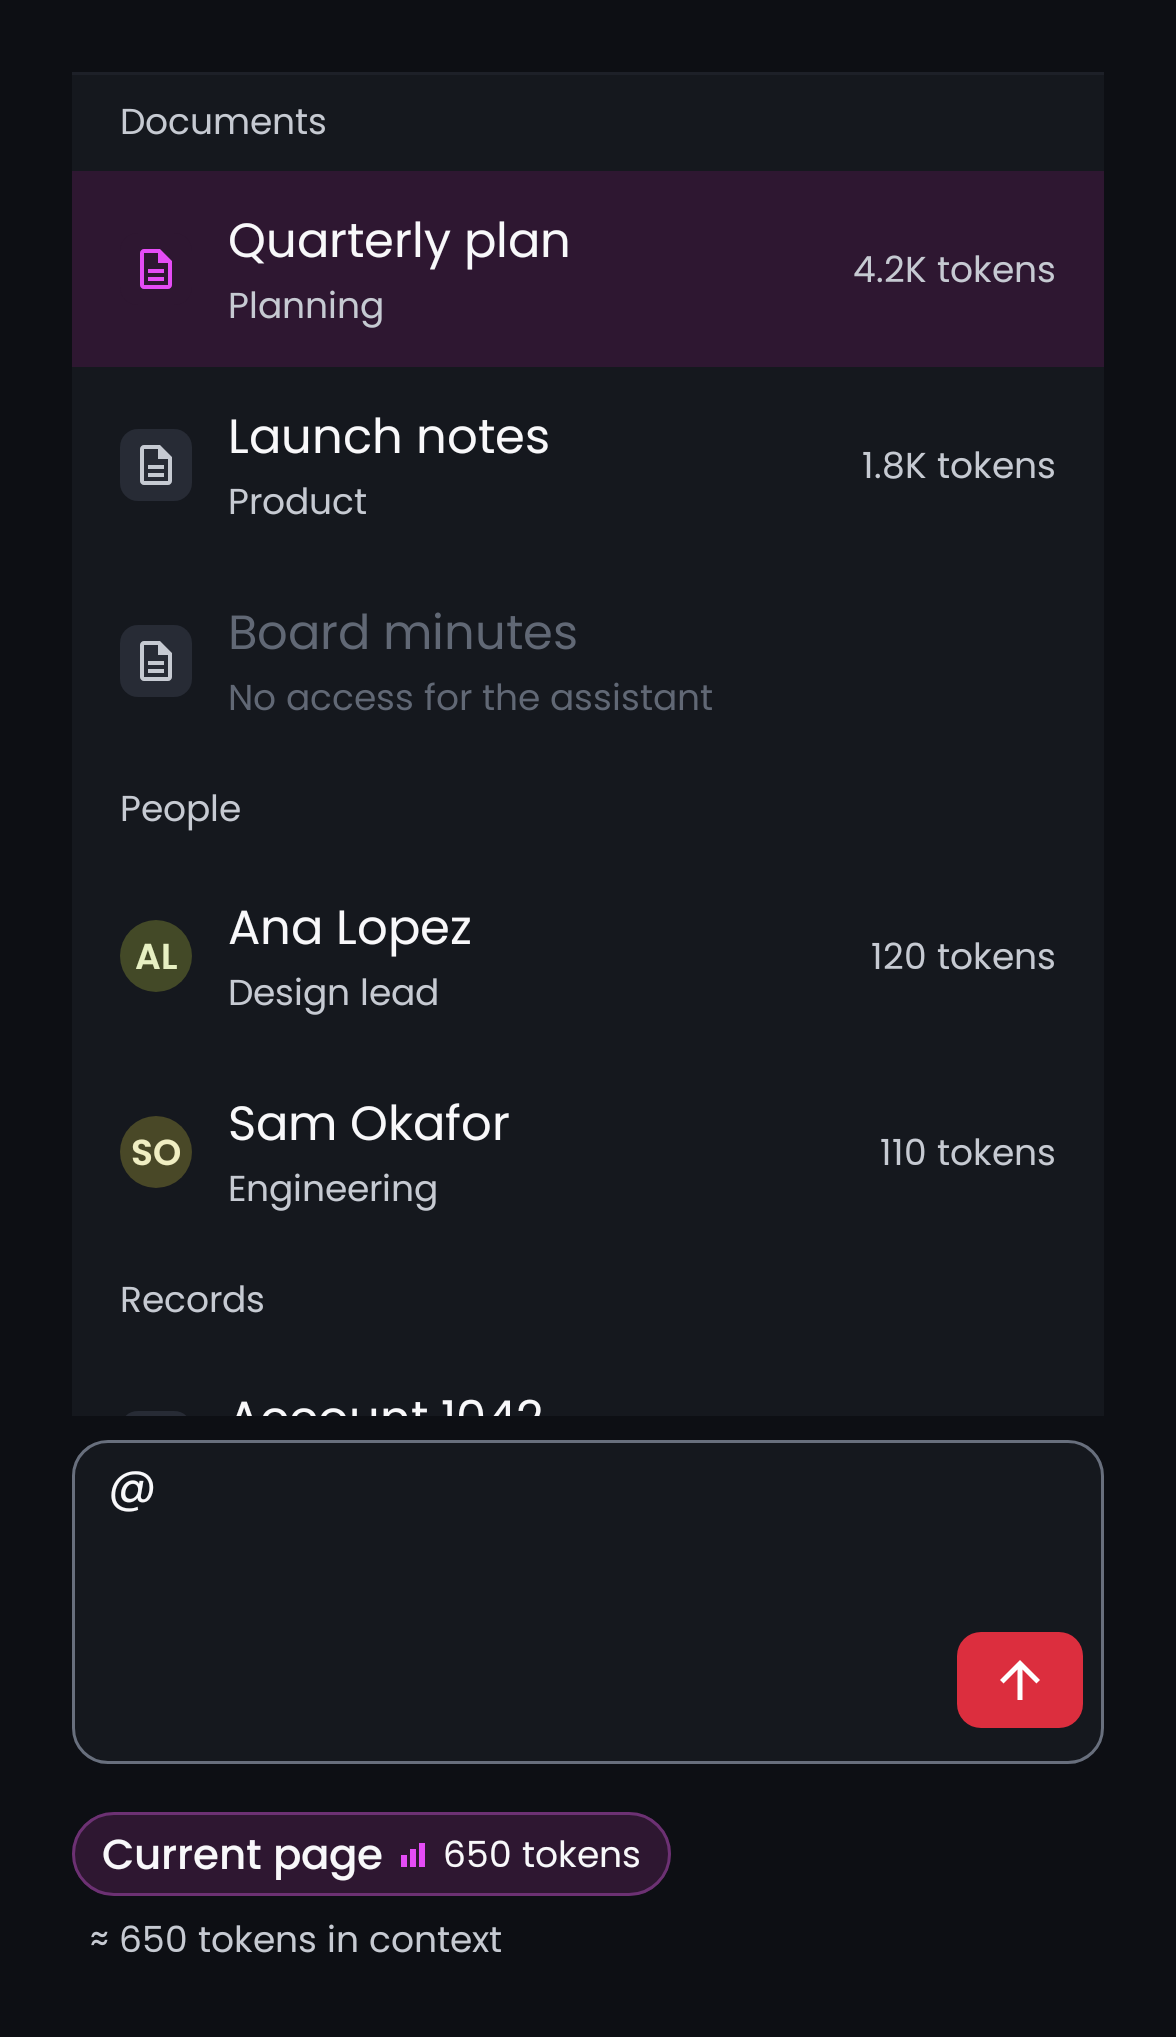 Documents
Quarterly plan
Planning
4.2K tokens
Launch notes
Product
1.8K tokens
Board minutes
No access for the assistant
People
AL
Ana Lopez
Design lead
120 tokens
SO
Sam Okafor
Engineering
110 tokens
Records
Account 1042
@
Current page 650 tokens
≈ 650 tokens in context